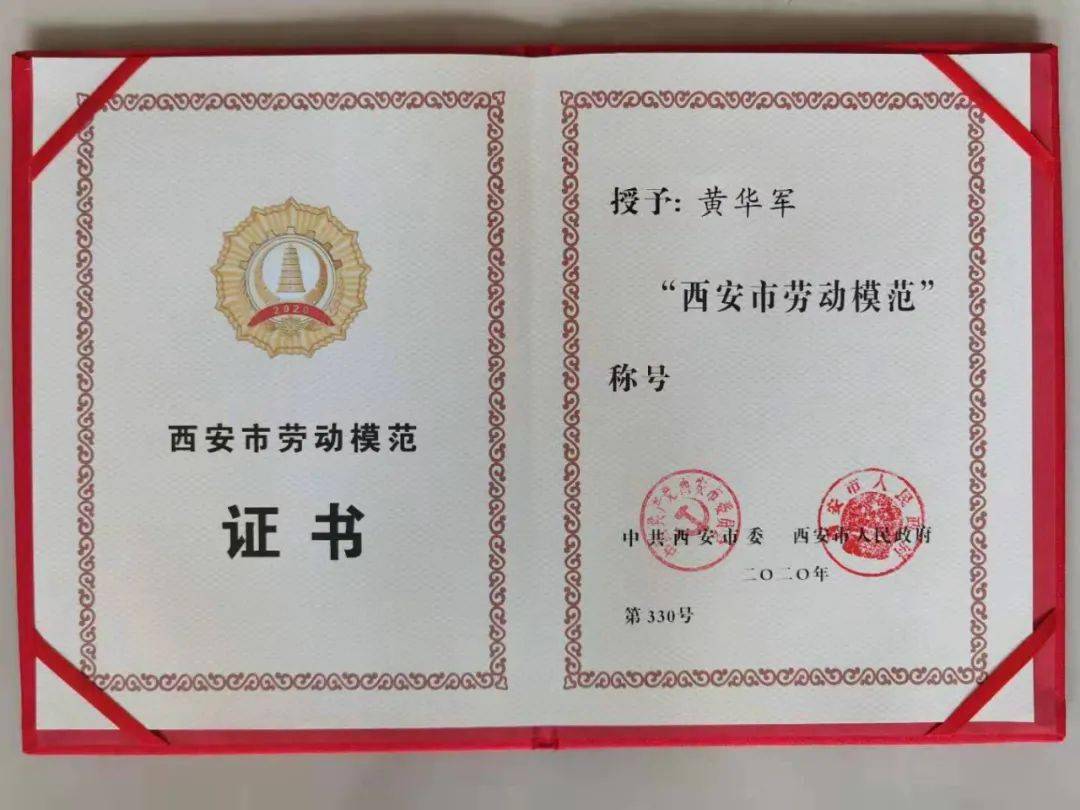 2020
西安市劳动模范
证书
授予：黄华军
“西安市劳动模范”
称号
中共西安市委 西安市人民政府
二〇二〇年
第330号